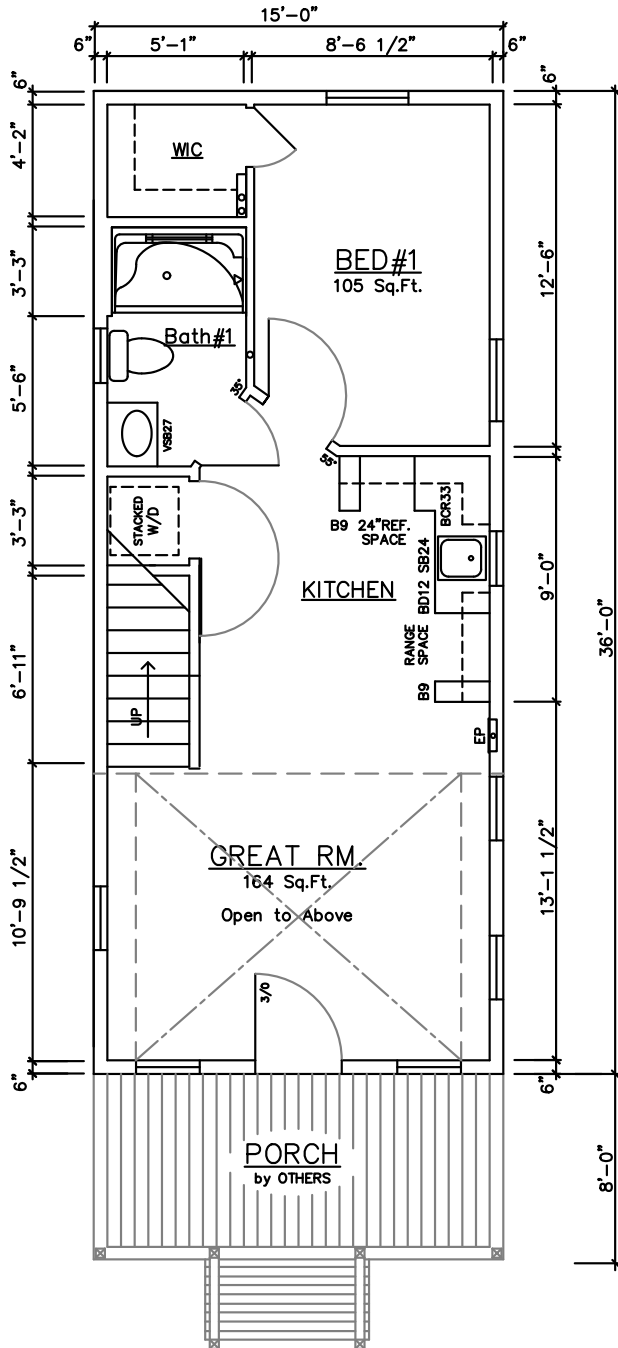 15'-0"
6" 5'-1" 8'-6 1/2" 6"
6"
6"
4'-2"
WIC
BED#1
105 Sq.Ft.
12'-6"
3'-3"
Bath#1
35°
5'-6"
VSB27
55°
STACKED
W/D
3'-3"
B9 24"REF.
SPACE
BCR33
SB24
BD12
KITCHEN
9'-0"
36'-0"
RANGE
SPACE
B9
6'-11"
UP
EP
GREAT RM.
164 Sq.Ft.
Open to Above
10'-9 1/2"
13'-1 1/2"
3/0
6"
6"
PORCH
by OTHERS
8'-0"